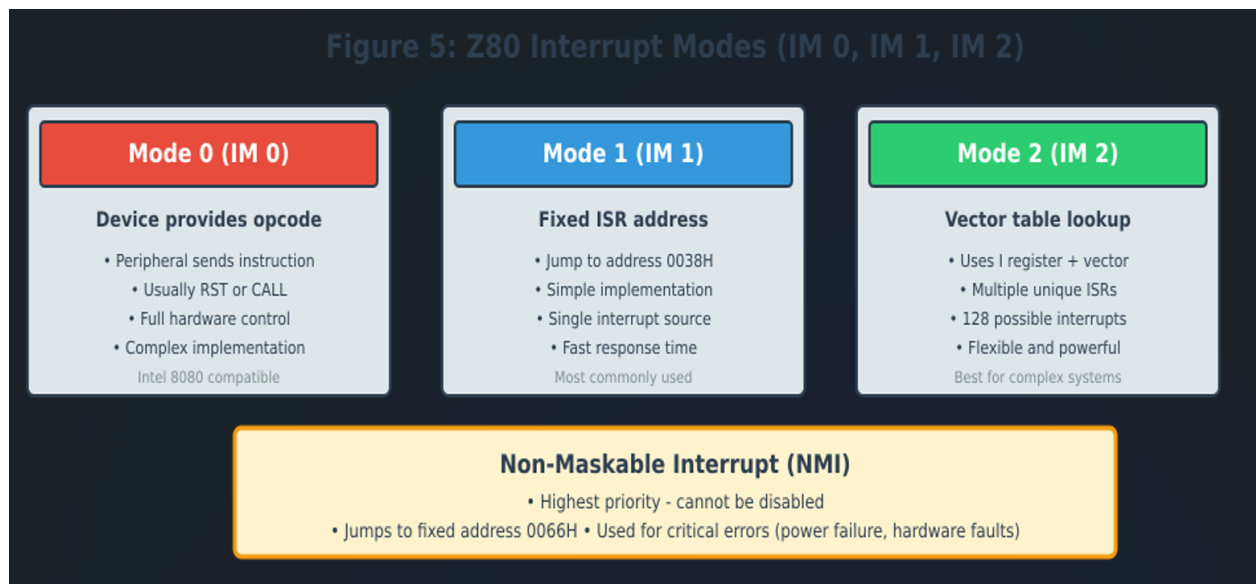 Figure 5: Z80 Interrupt Modes (IM 0, IM 1, IM 2)
Mode 0 (IM 0)
Device provides opcode
• Peripheral sends instruction
• Usually RST or CALL
• Full hardware control
• Complex implementation
Intel 8080 compatible
Mode 1 (IM 1)
Fixed ISR address
• Jump to address 0038H
• Simple implementation
• Single interrupt source
• Fast response time
Most commonly used
Mode 2 (IM 2)
Vector table lookup
• Uses I register + vector
• Multiple unique ISRs
• 128 possible interrupts
• Flexible and powerful
Best for complex systems
Non-Maskable Interrupt (NMI)
• Highest priority - cannot be disabled
• Jumps to fixed address 0066H • Used for critical errors (power failure, hardware faults)